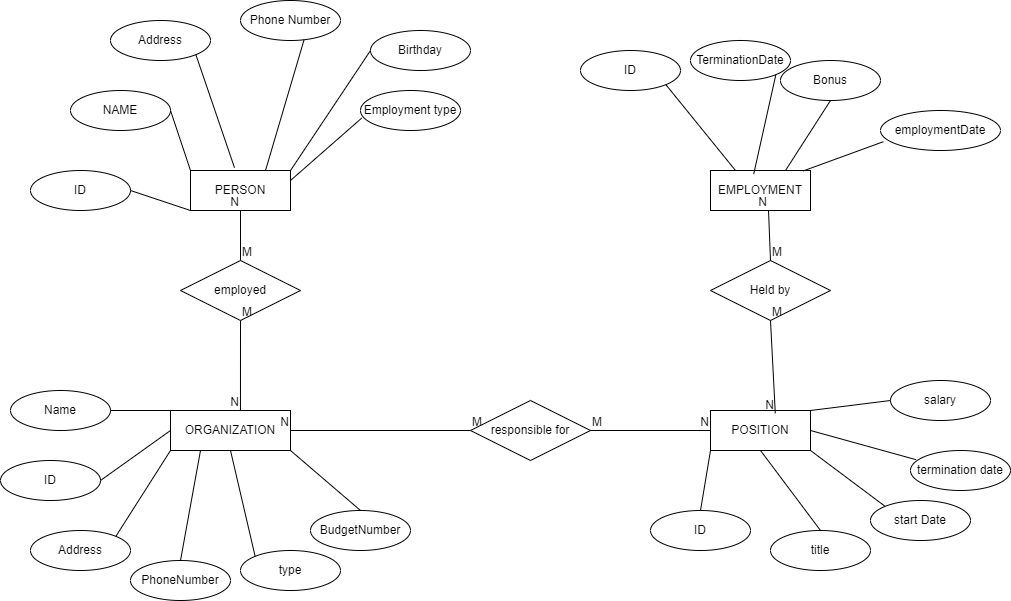 Phone Number
Address
Birthday
TerminationDate
ID
Bonus
NAME
Employment type
employmentDate
ID
PERSON
N
EMPLOYMENT
N
M
M
employed
Held by
M
M
N
N
Name
salary
ORGANIZATION
N
M
responsible for
M
N
POSITION
ID
termination date
Address
BudgetNumber
ID
start Date
PhoneNumber
type
title